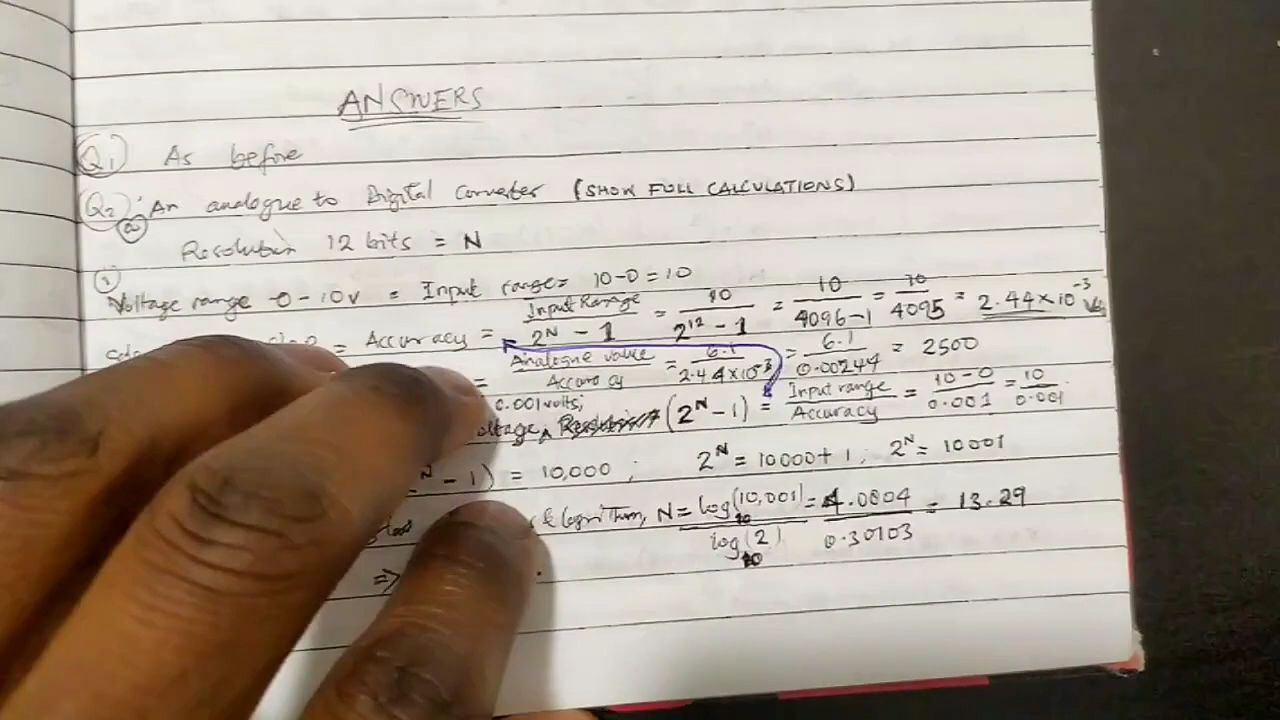 ANSWERS
Q1) As before
Q2) An analogue to Digital Converter (SHOW FULL CALCULATIONS)
a
Resolution 12 bits = N
i
Voltage range 0-10v = Input range = 10-0 = 10
= Accuracy = Input Range / 2^N - 1 = 10 / 2^12 - 1 = 10 / 4096-1 = 10 / 4095 = 2.44×10^-3
= Analogue value / Accuracy = 6.1 / 2.44×10^-3 = 6.1 / 0.00244 = 2500
0.001volts;
(2^N-1) = Input range / Accuracy = 10-0 / 0.001 = 10 / 0.001
-1) = 10,000; 2^N = 10000+1; 2^N = 10001
N = log10(10,001) / log10(2) = 4.0004 / 0.30103 = 13.29
=>